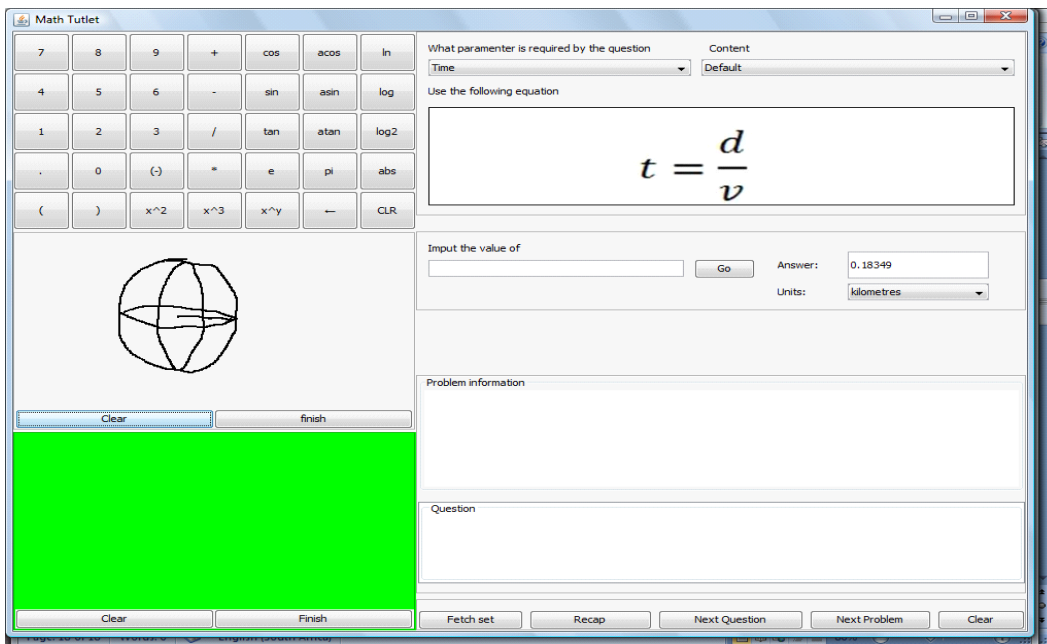 Math Tutlet
7 8 9 + cos acos ln
4 5 6 - sin asin log
1 2 3 / tan atan log2
. 0 (-) * e pi abs
( ) x^2 x^3 x^y ← CLR
Clear finish
Clear Finish
What paramenter is required by the question Content
Time Default
Use the following equation
t = d/v
Imput the value of
Go Answer: 0.18349
Units: kilometres
Problem information
Question
Fetch set Recap Next Question Next Problem Clear